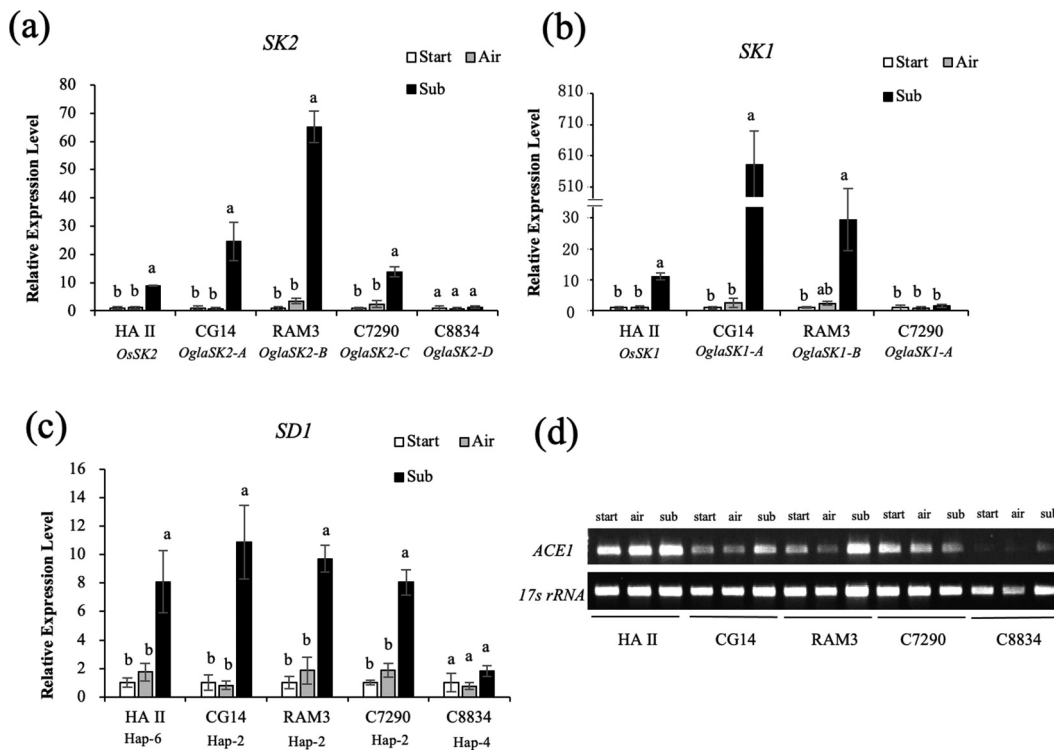 (a)
SK2
Start Air
Sub
Relative Expression Level
80
70
60
50
40
30
20
10
0
b b a
b b a
b b a
b b a
a a a
HA II CG14 RAM3 C7290 C8834
OsSK2 OglaSK2-A OglaSK2-B OglaSK2-C OglaSK2-D
(b)
SK1
Start Air
Sub
Relative Expression Level
810
710
610
510
30
20
10
0
b b a
b b a
b ab a
b b b
HA II CG14 RAM3 C7290
OsSK1 OglaSK1-A OglaSK1-B OglaSK1-A
(c)
SD1
Start Air
Sub
Relative Expression Level
16
14
12
10
8
6
4
2
0
b b a
b b a
b b a
b b a
a a a
HA II CG14 RAM3 C7290 C8834
Hap-6 Hap-2 Hap-2 Hap-2 Hap-4
(d)
start air sub start air sub start air sub start air sub start air sub
ACE1
17s rRNA
HA II CG14 RAM3 C7290 C8834